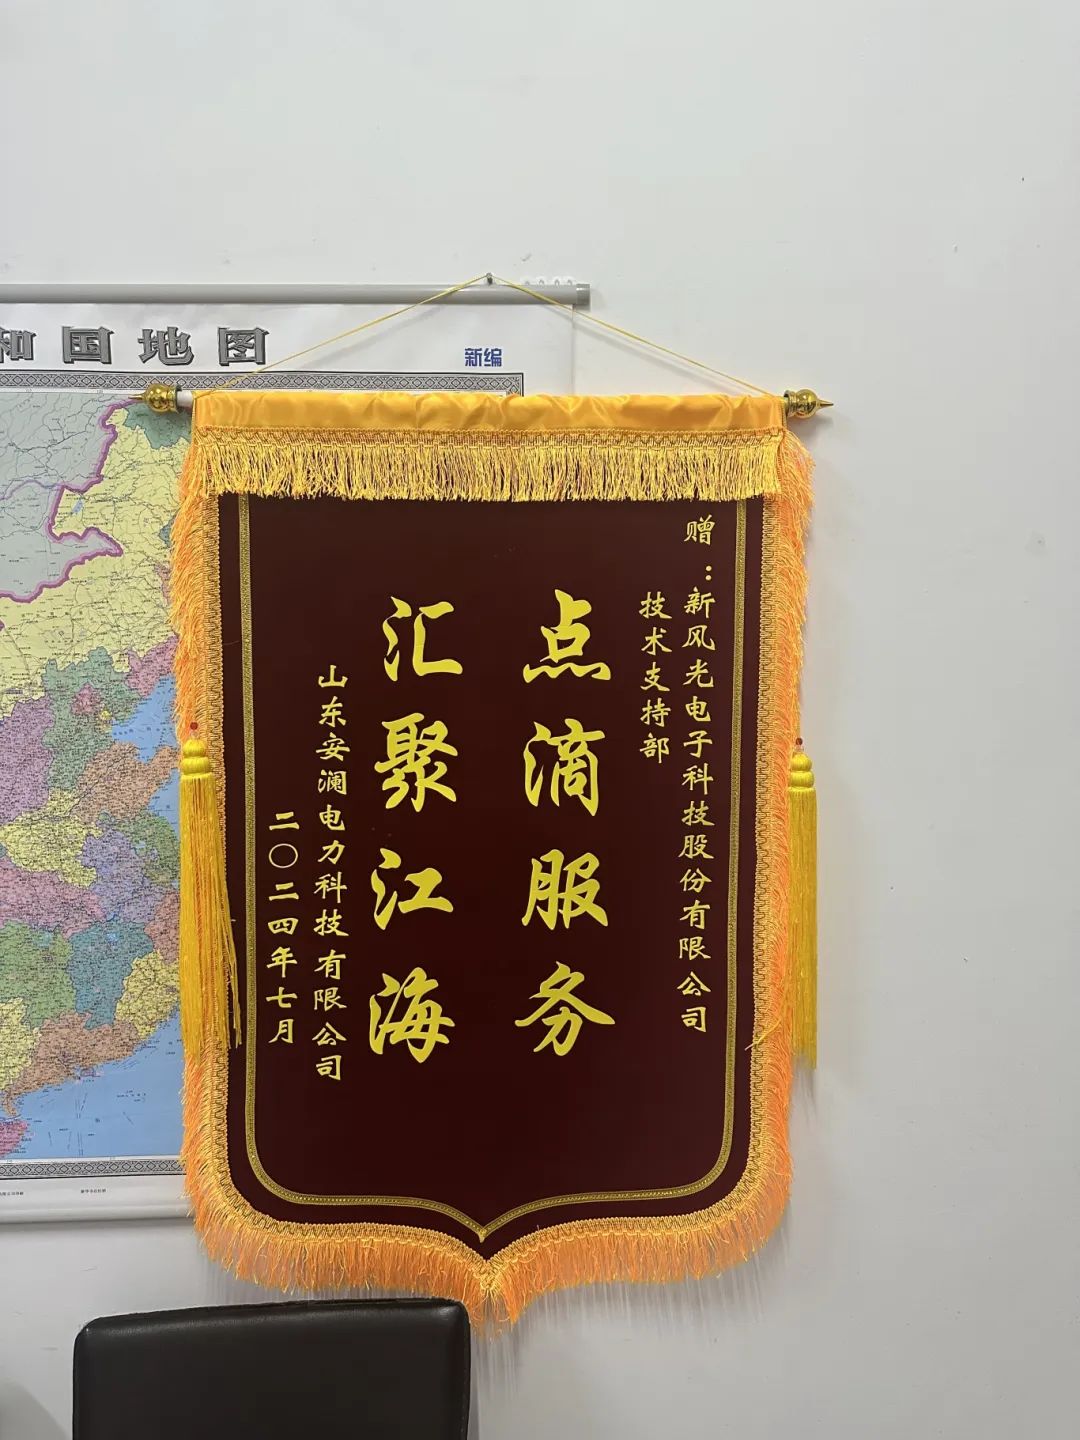 和国地图
新编
赠：新风光电子科技股份有限公司
技术支持部
点滴服务
汇聚江海
山东安澜电力科技有限公司
二〇二四年七月